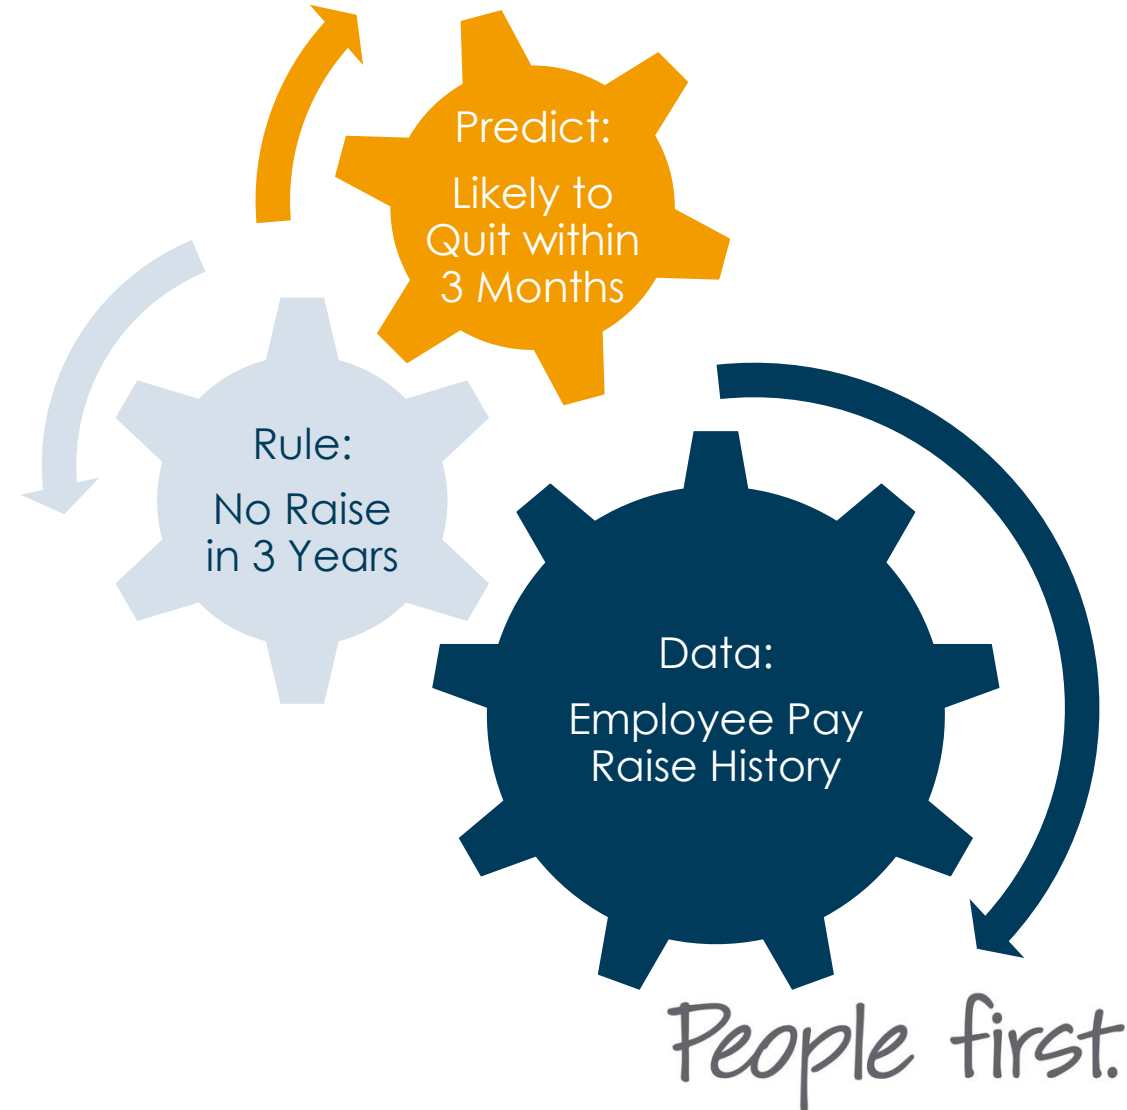 Predict:
Likely to
Quit within
3 Months
Rule:
No Raise
in 3 Years
Data:
Employee Pay
Raise History
People first.